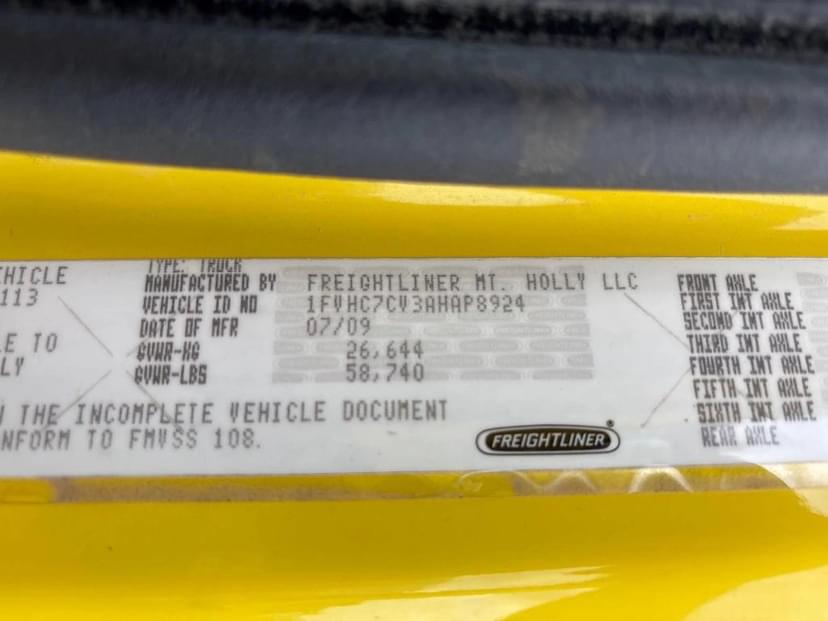 TYPE: TRUCK
HICLE MANUFACTURED BY FREIGHTLINER MT. HOLLY LLC FRONT AXLE
113 VEHICLE ID NO 1FVHC7CV3AHAP8924 FIRST INT AXLE
DATE OF MFR 07/09 SECOND INT AXLE
E TO GVWR-KG 26,644 THIRD INT AXLE
LY GVWR-LBS 58,740 FOURTH INT AXLE
FIFTH INT AXLE
N THE INCOMPLETE VEHICLE DOCUMENT SIXTH INT AXLE
NFORM TO FMVSS 108. FREIGHTLINER® REAR AXLE